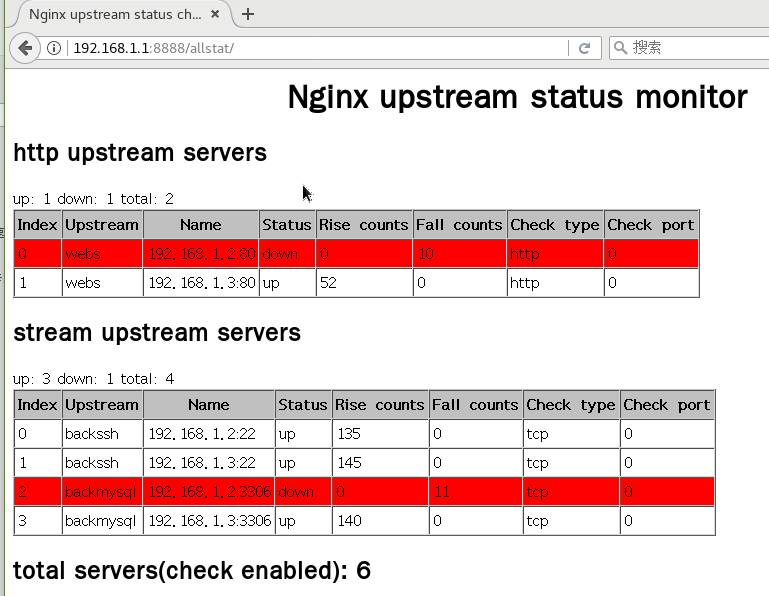 Nginx upstream status ch...
192.168.1.1:8888/allstat/
搜索
Nginx upstream status monitor
http upstream servers
up: 1 down: 1 total: 2
Index Upstream Name Status Rise counts Fall counts Check type Check port
0 webs 192.168.1.2:80 down 0 10 http 0
1 webs 192.168.1.3:80 up 52 0 http 0
stream upstream servers
up: 3 down: 1 total: 4
Index Upstream Name Status Rise counts Fall counts Check type Check port
0 backssh 192.168.1.2:22 up 135 0 tcp 0
1 backssh 192.168.1.3:22 up 145 0 tcp 0
2 backmysql 192.168.1.2:3306 down 0 11 tcp 0
3 backmysql 192.168.1.3:3306 up 140 0 tcp 0
total servers(check enabled): 6